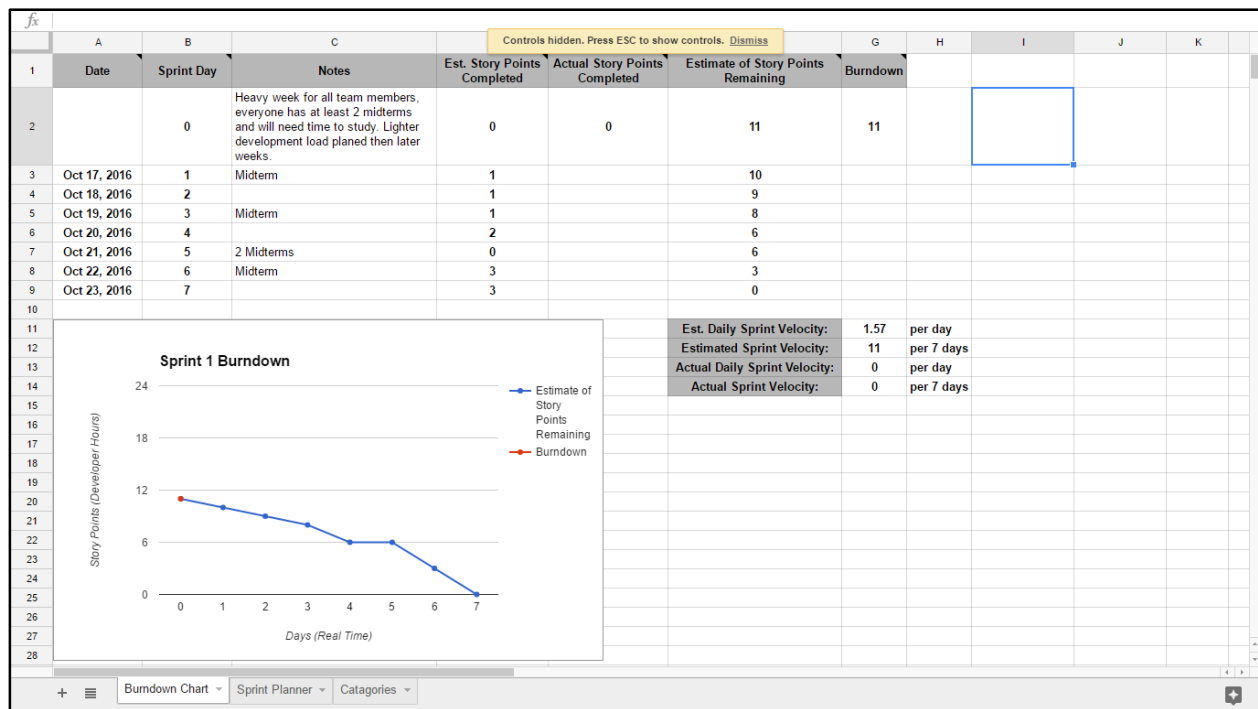 fx
Controls hidden. Press ESC to show controls. Dismiss
A B C G H I J K
1 Date Sprint Day Notes Est. Story Points Completed Actual Story Points Completed Estimate of Story Points Remaining Burndown
2 0 Heavy week for all team members, everyone has at least 2 midterms and will need time to study. Lighter development load planed then later weeks. 0 0 11 11
3 Oct 17, 2016 1 Midterm 1 10
4 Oct 18, 2016 2 1 9
5 Oct 19, 2016 3 Midterm 1 8
6 Oct 20, 2016 4 2 6
7 Oct 21, 2016 5 2 Midterms 0 6
8 Oct 22, 2016 6 Midterm 3 3
9 Oct 23, 2016 7 3 0
10
11 Est. Daily Sprint Velocity: 1.57 per day
12 Estimated Sprint Velocity: 11 per 7 days
13 Actual Daily Sprint Velocity: 0 per day
14 Actual Sprint Velocity: 0 per 7 days
15
16
17
18
19
20
21
22
23
24
25
26
27
28
Sprint 1 Burndown
24
18
12
6
0
Story Points (Developer Hours)
0 1 2 3 4 5 6 7
Days (Real Time)
Estimate of
Story
Points
Remaining
Burndown
+ Burndown Chart Sprint Planner Catagories